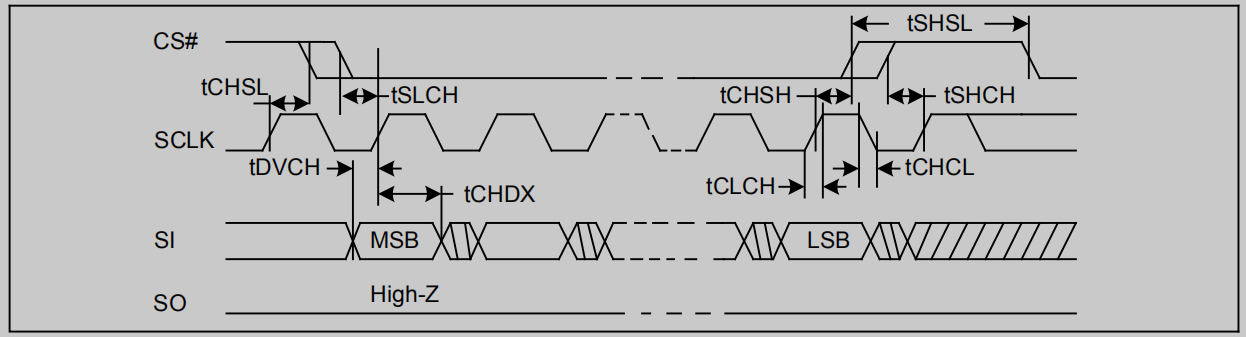 tSHSL
CS#
tCHSL
tSLCH
tCHSH
tSHCH
SCLK
tDVCH
tCHCL
tCLCH
tCHDX
SI
MSB
LSB
High-Z
SO